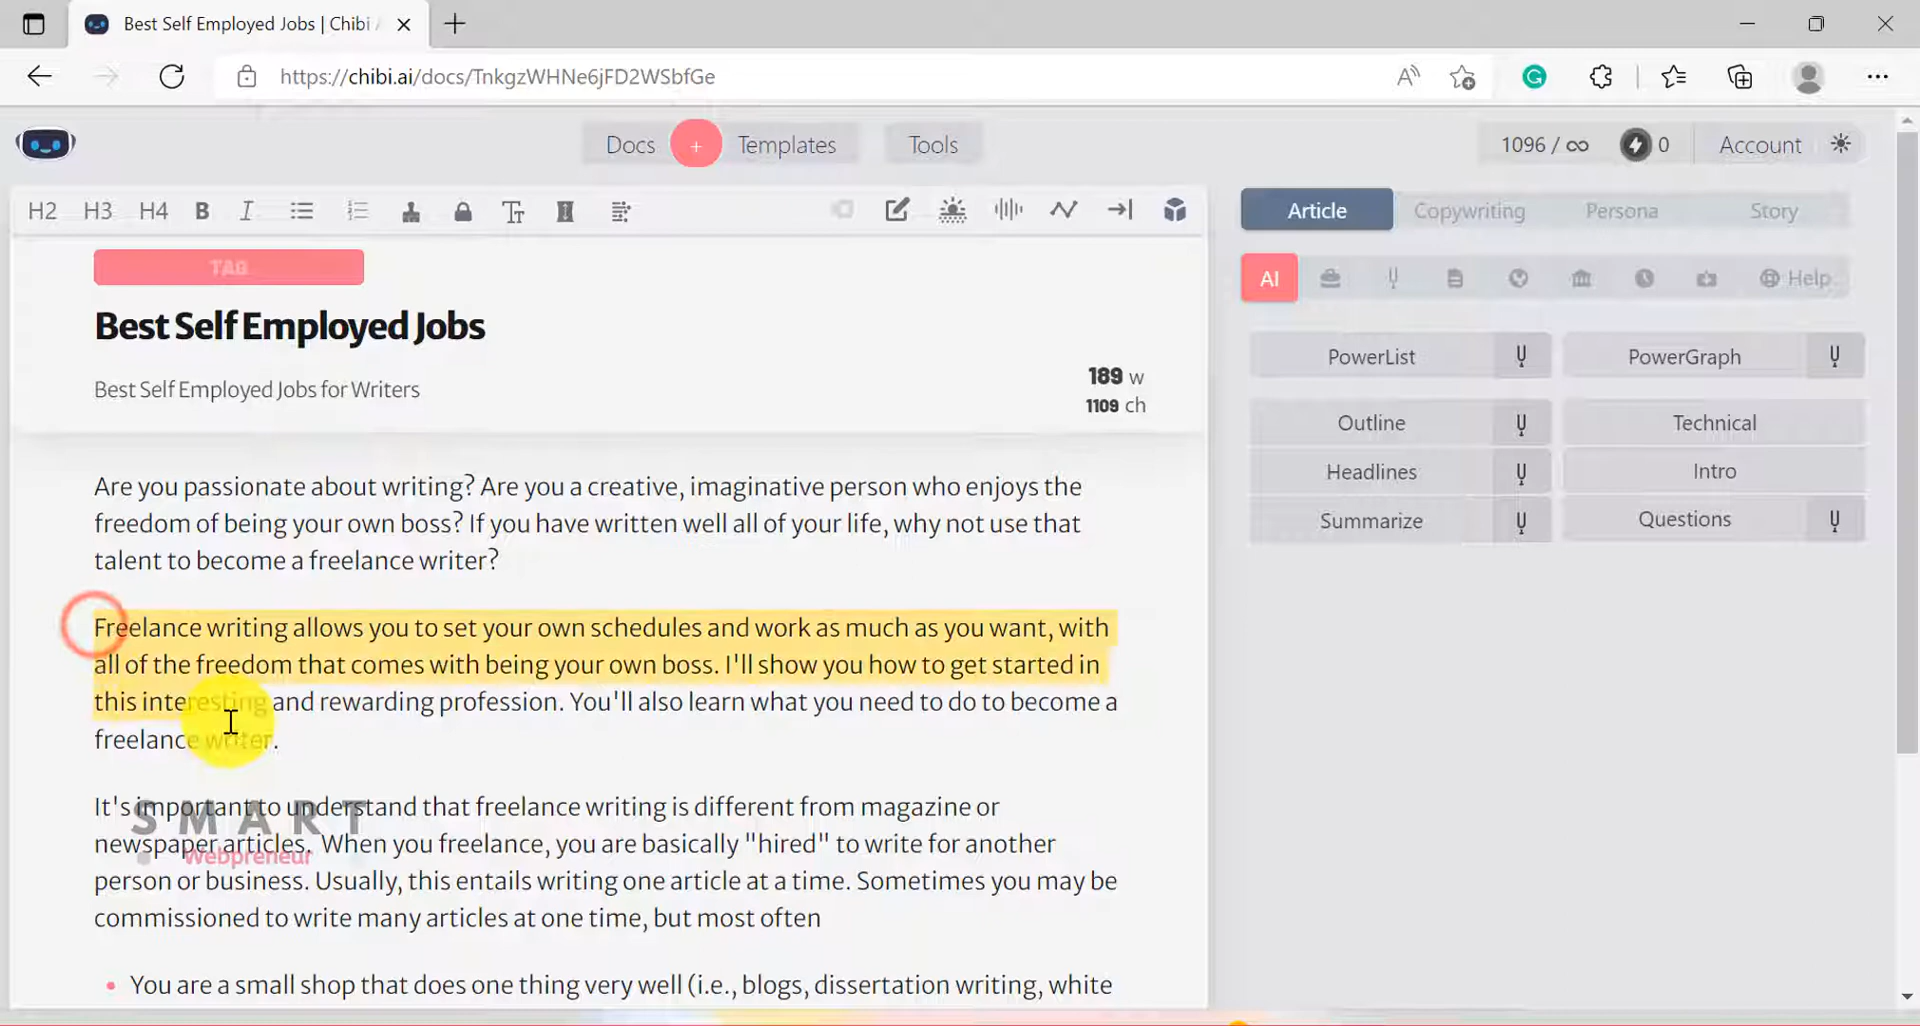 Best Self Employed Jobs | Chibi A
https://chibi.ai/docs/TnkgzWHNe6jFD2WSbfGe
Docs + Templates Tools
1096 / ∞ 0 Account
H2 H3 H4 B I
TAG
Best Self Employed Jobs
Best Self Employed Jobs for Writers
189 w
1109 ch
Are you passionate about writing? Are you a creative, imaginative person who enjoys the
freedom of being your own boss? If you have written well all of your life, why not use that
talent to become a freelance writer?
Freelance writing allows you to set your own schedules and work as much as you want, with
all of the freedom that comes with being your own boss. I'll show you how to get started in
this interesting and rewarding profession. You'll also learn what you need to do to become a
freelance writer.
It's important to understand that freelance writing is different from magazine or
newspaper articles. When you freelance, you are basically "hired" to write for another
person or business. Usually, this entails writing one article at a time. Sometimes you may be
commissioned to write many articles at one time, but most often
• You are a small shop that does one thing very well (i.e., blogs, dissertation writing, white
SMART
Webpreneur
Article Copywriting Persona Story
AI Help
PowerList PowerGraph
Outline Technical
Headlines Intro
Summarize Questions